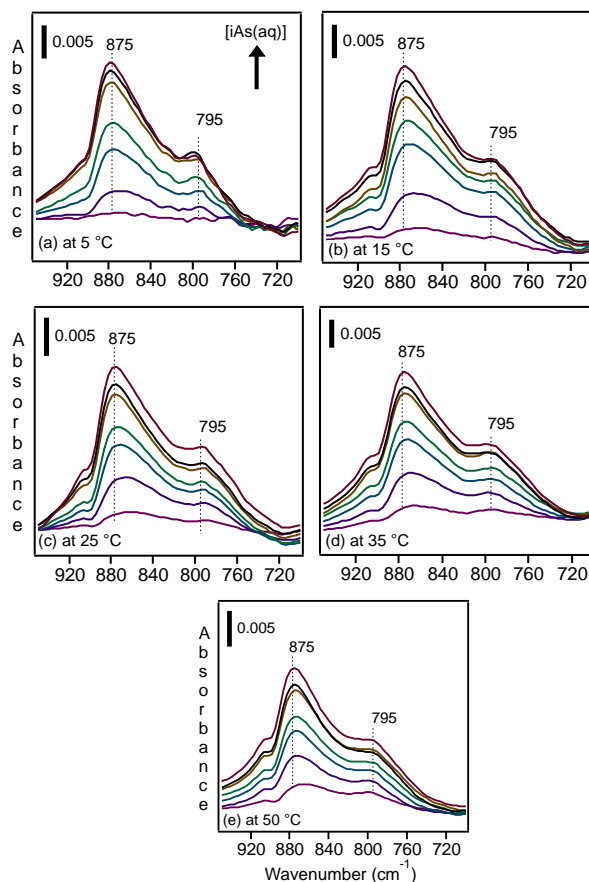 Absorbance
0.005
875
[iAs(aq)]
795
(a) at 5 °C
920 880 840 800 760 720
0.005
875
795
(b) at 15 °C
920 880 840 800 760 720
Absorbance
0.005
875
795
(c) at 25 °C
920 880 840 800 760 720
0.005
875
795
(d) at 35 °C
920 880 840 800 760 720
Absorbance
0.005
875
795
(e) at 50 °C
920 880 840 800 760 720
Wavenumber (cm⁻¹)